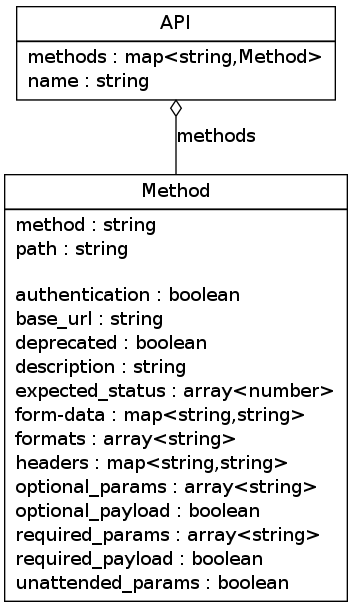 API
methods : map<string,Method>
name : string
methods
Method
method : string
path : string
authentication : boolean
base_url : string
deprecated : boolean
description : string
expected_status : array<number>
form-data : map<string,string>
formats : array<string>
headers : map<string,string>
optional_params : array<string>
optional_payload : boolean
required_params : array<string>
required_payload : boolean
unattended_params : boolean